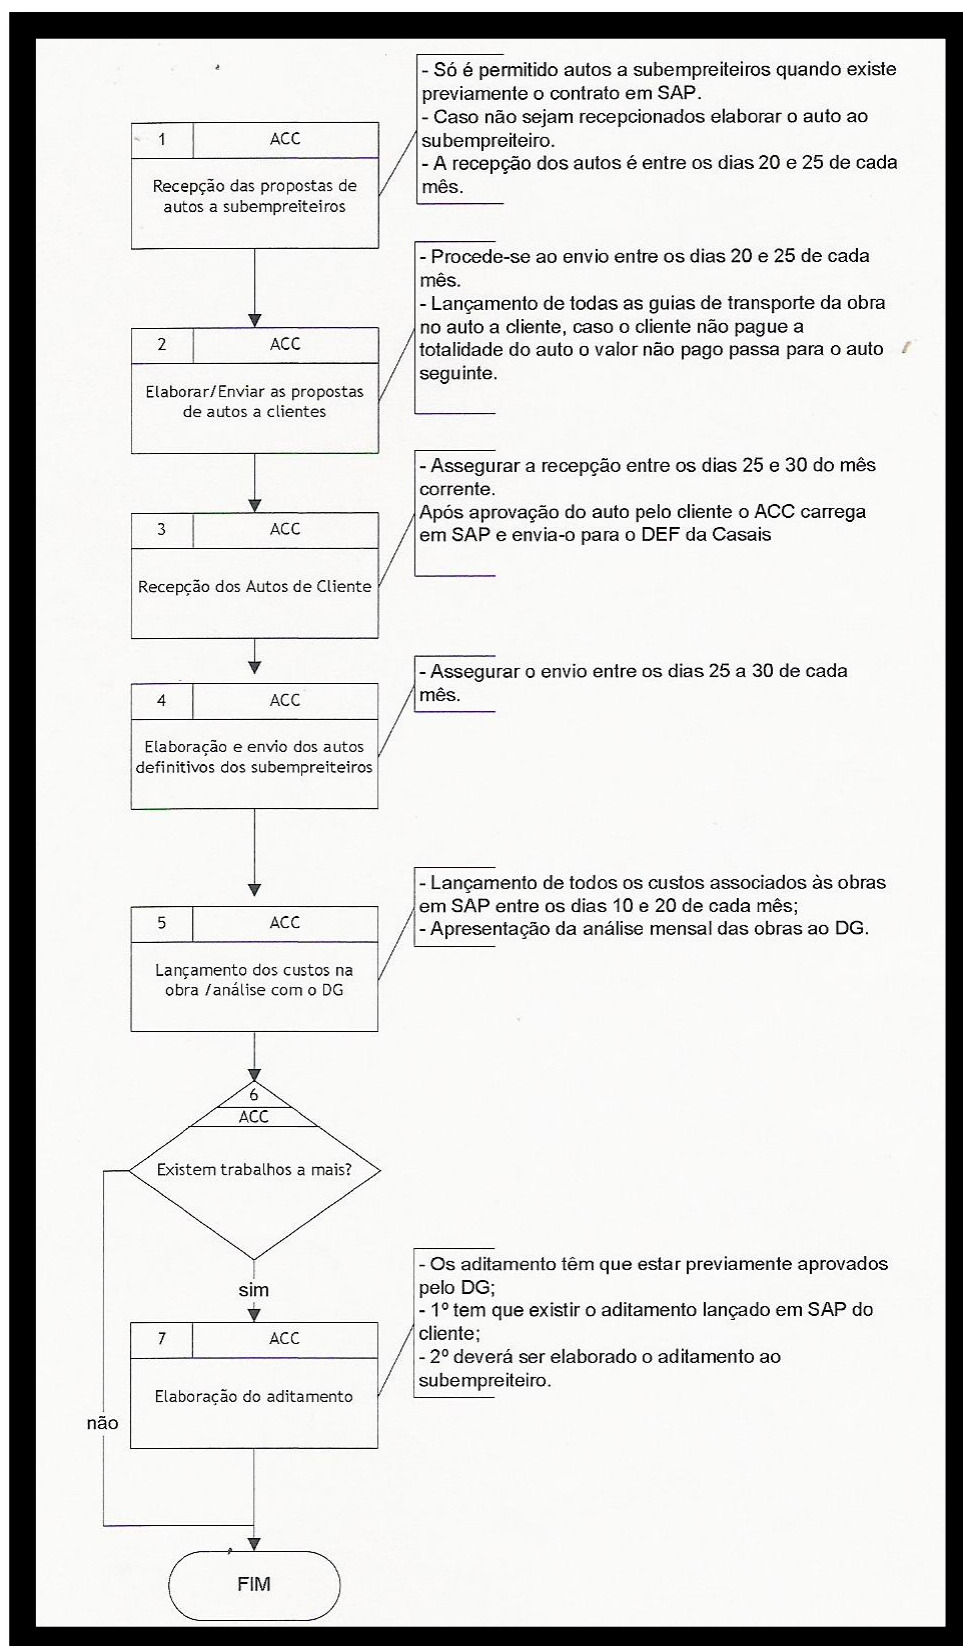 - Só é permitido autos a subempreiteiros quando existe
previamente o contrato em SAP.
- Caso não sejam recepcionados elaborar o auto ao
subempreiteiro.
- A recepção dos autos é entre os dias 20 e 25 de cada
mês.
1 ACC
Recepção das propostas de
autos a subempreiteiros
- Procede-se ao envio entre os dias 20 e 25 de cada
mês.
- Lançamento de todas as guias de transporte da obra
no auto a cliente, caso o cliente não pague a
totalidade do auto o valor não pago passa para o auto
seguinte.
2 ACC
Elaborar/Enviar as propostas
de autos a clientes
- Assegurar a recepção entre os dias 25 e 30 do mês
corrente.
Após aprovação do auto pelo cliente o ACC carrega
em SAP e envia-o para o DEF da Casais
3 ACC
Recepção dos Autos de Cliente
- Assegurar o envio entre os dias 25 a 30 de cada
mês.
4 ACC
Elaboração e envio dos autos
definitivos dos subempreiteiros
- Lançamento de todos os custos associados às obras
em SAP entre os dias 10 e 20 de cada mês;
- Apresentação da análise mensal das obras ao DG.
5 ACC
Lançamento dos custos na
obra /análise com o DG
6
ACC
Existem trabalhos a mais?
sim
- Os aditamento têm que estar previamente aprovados
pelo DG;
- 1º tem que existir o aditamento lançado em SAP do
cliente;
- 2º deverá ser elaborado o aditamento ao
subempreiteiro.
7 ACC
Elaboração do aditamento
não
FIM